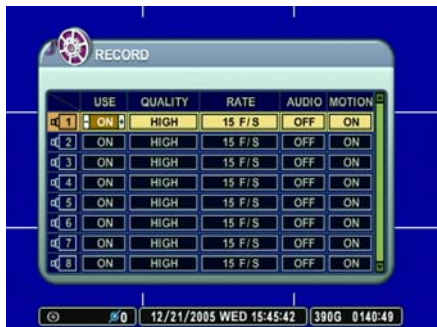 RECORD
USE QUALITY RATE AUDIO MOTION
1 ON HIGH 15 F/S OFF ON
2 ON HIGH 15 F/S OFF ON
3 ON HIGH 15 F/S OFF ON
4 ON HIGH 15 F/S OFF ON
5 ON HIGH 15 F/S OFF ON
6 ON HIGH 15 F/S OFF ON
7 ON HIGH 15 F/S OFF ON
8 ON HIGH 15 F/S OFF ON
0 12/21/2005 WED 15:45:42 390G 0140:49